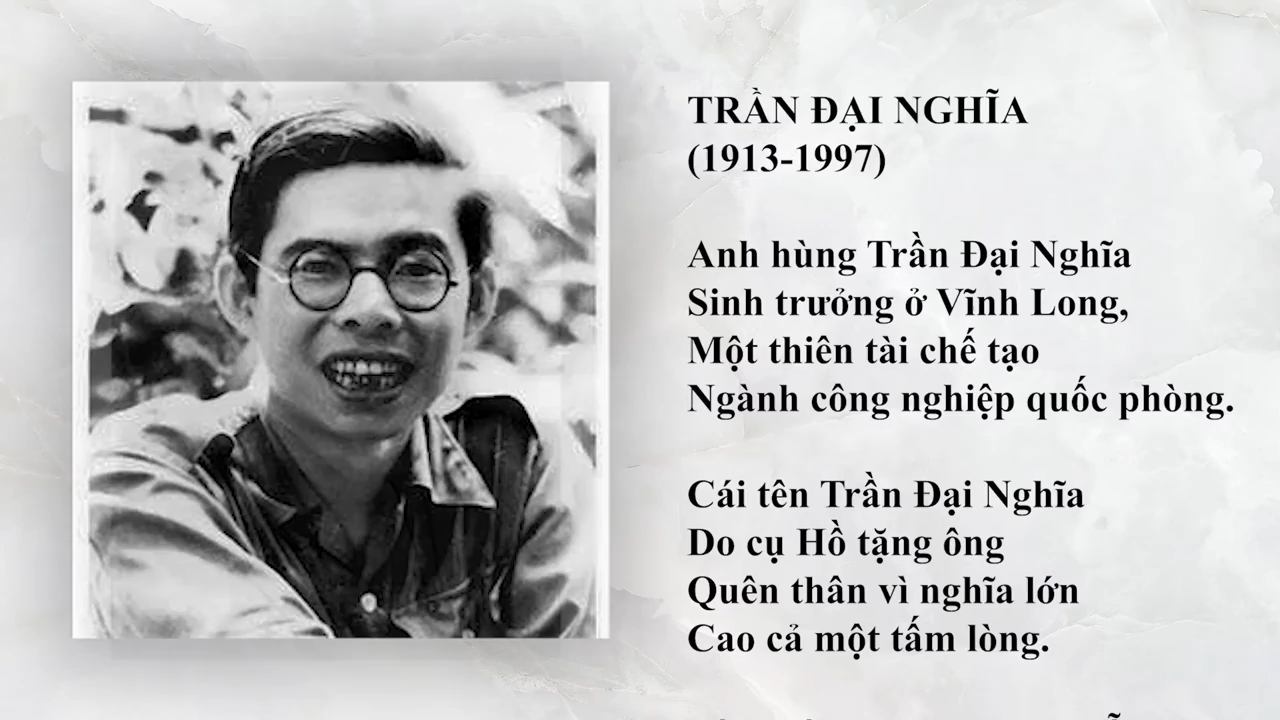 TRẦN ĐẠI NGHĨA
(1913-1997)
Anh hùng Trần Đại Nghĩa
Sinh trưởng ở Vĩnh Long,
Một thiên tài chế tạo
Ngành công nghiệp quốc phòng.
Cái tên Trần Đại Nghĩa
Do cụ Hồ tặng ông
Quên thân vì nghĩa lớn
Cao cả một tấm lòng.